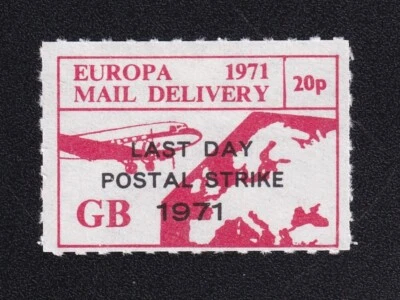 EUROPA 1971 20p
MAIL DELIVERY
LAST DAY
POSTAL STRIKE
GB 1971